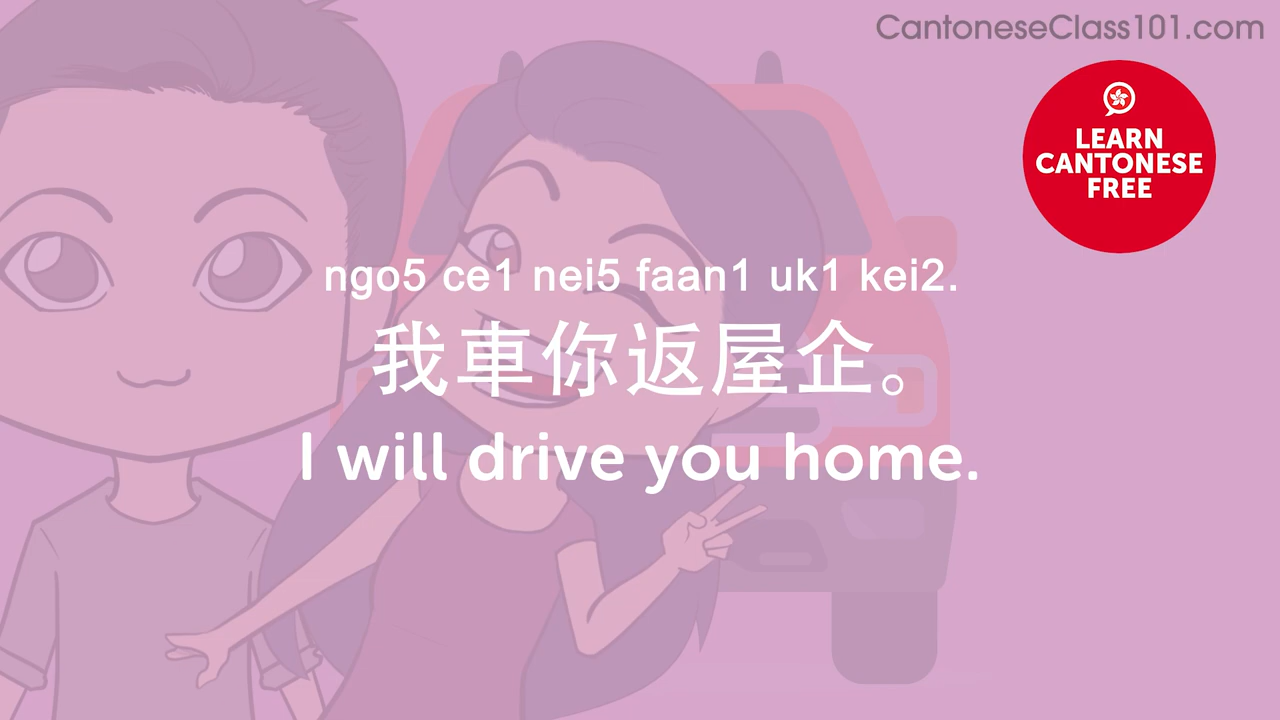 CantoneseClass101.com
LEARN
CANTONESE
FREE
ngo5 ce1 nei5 faan1 uk1 kei2.
我車你返屋企。
I will drive you home.